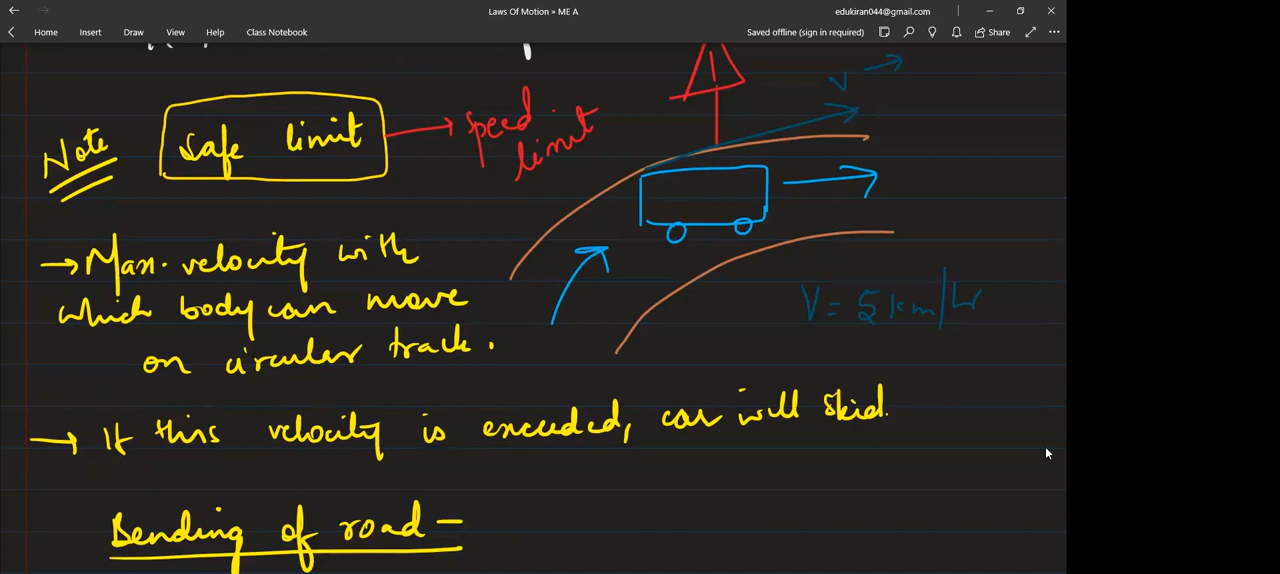 Laws Of Motion » ME A
edukiran044@gmail.com
Home Insert Draw View Help Class Notebook
Saved offline (sign in required)
Share
Note
Safe limit
speed
limit
V
→ Max. velocity with
which body can move
on circular track.
V = 5 km/hr
→ If this velocity is exceeded, car will skid.
Bending of road -